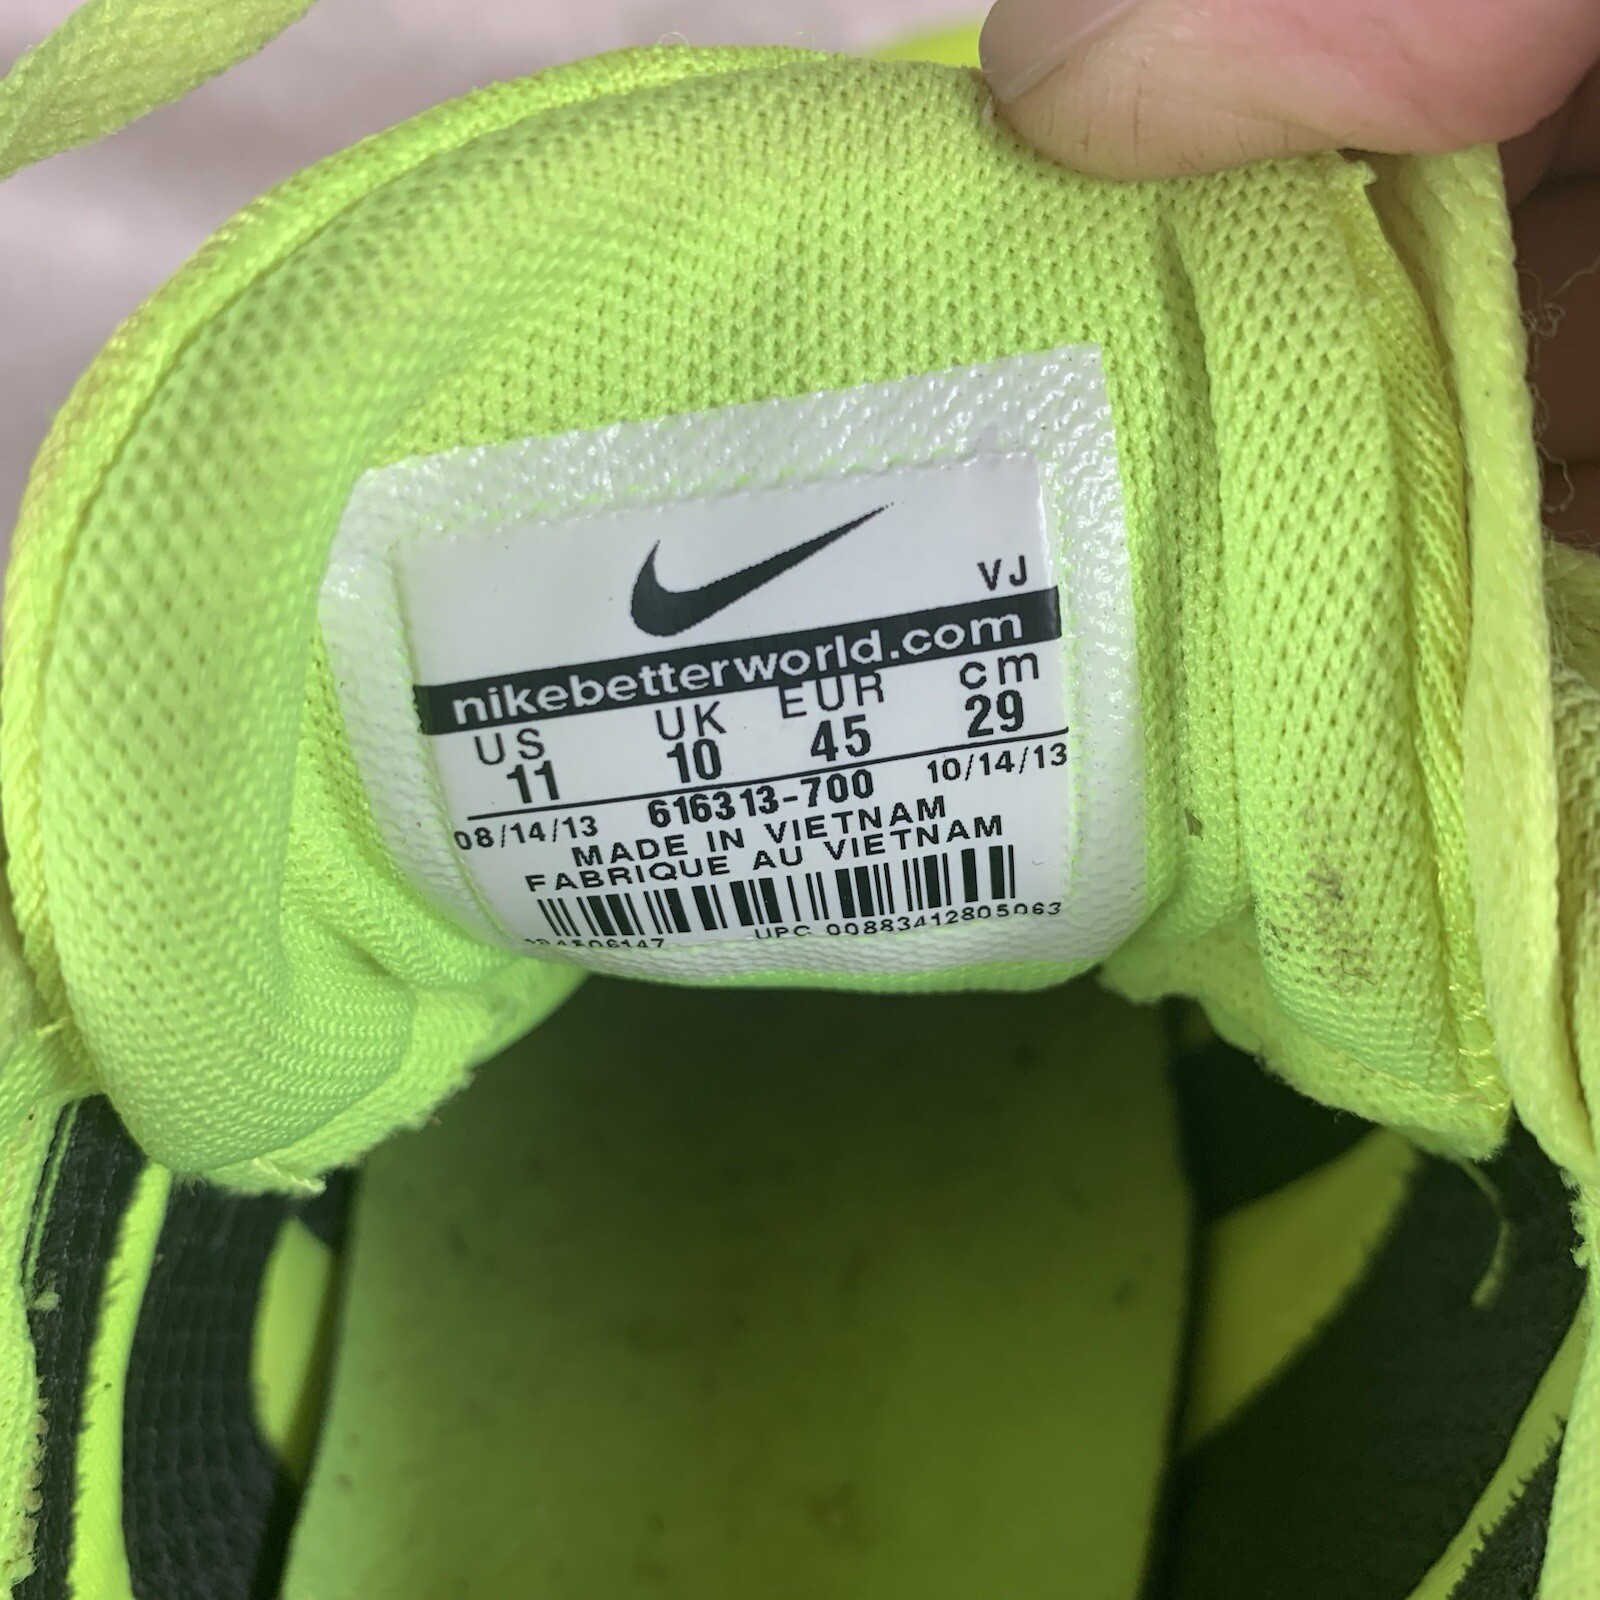 VJ
nikebetterworld.com
US UK EUR cm
11 10 45 29
08/14/13 616313-700 10/14/13
MADE IN VIETNAM
FABRIQUE AU VIETNAM
UPC 00883412805063